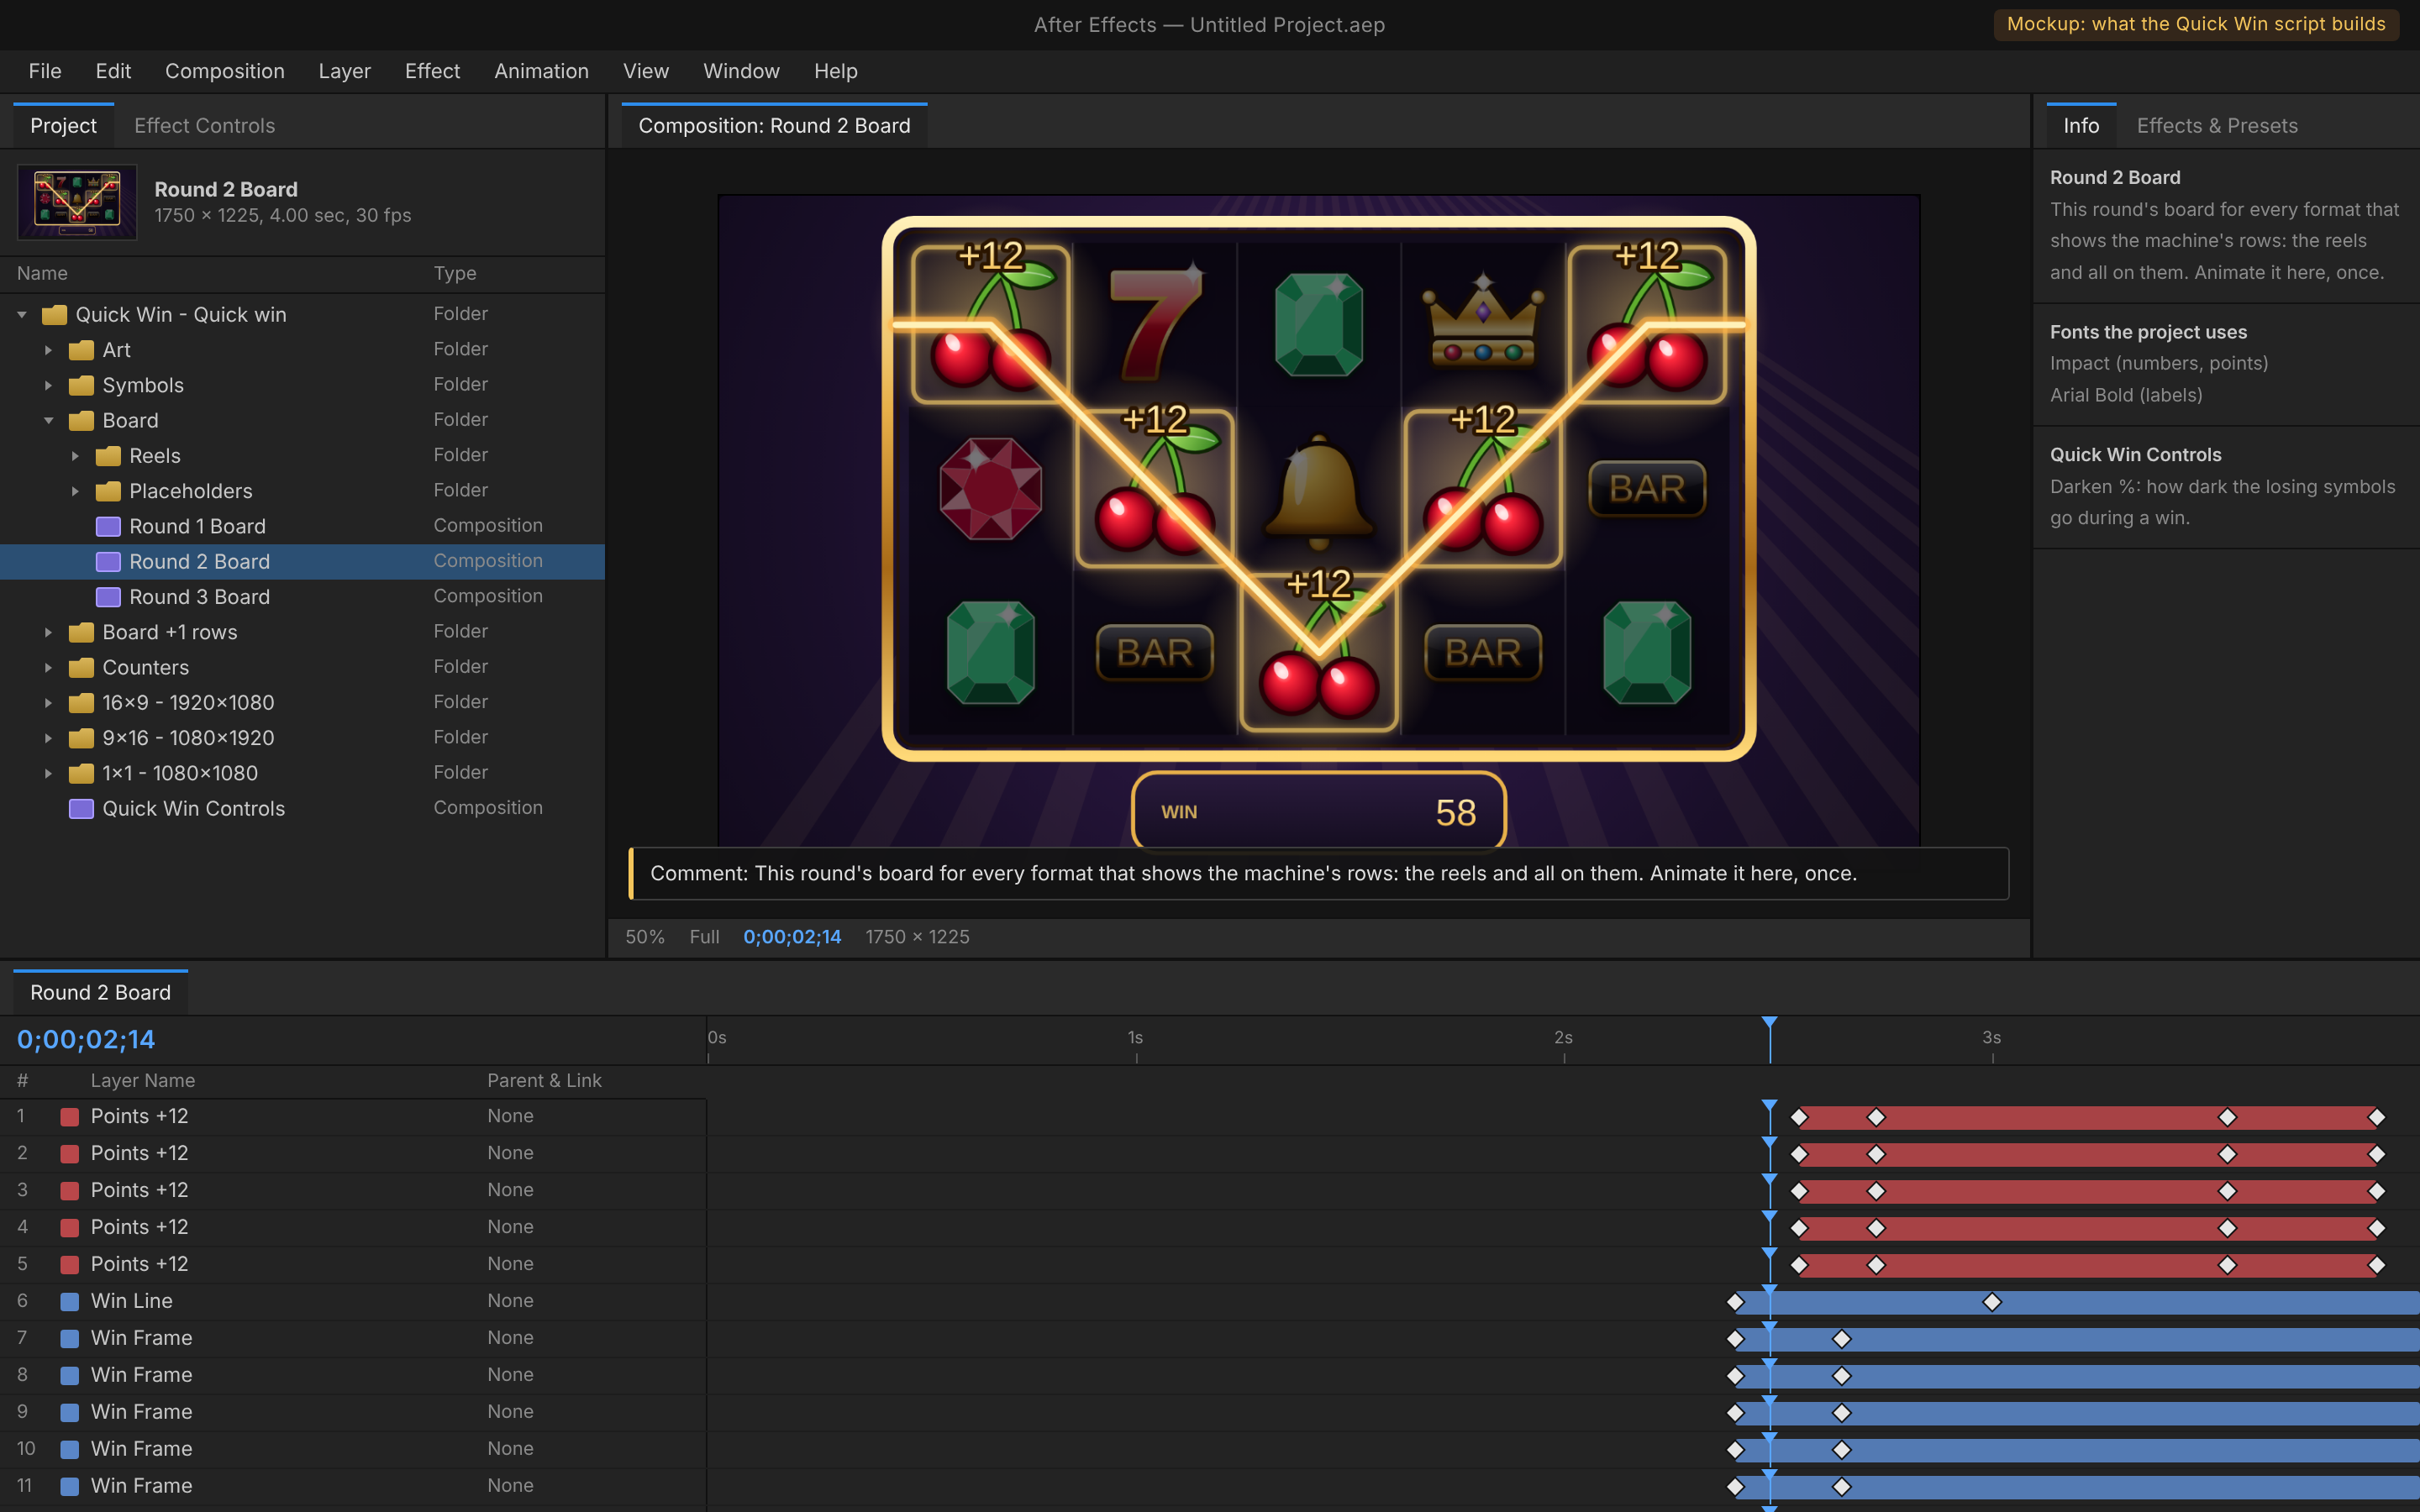 After Effects — Untitled Project.aep
Mockup: what the Quick Win script builds
File Edit Composition Layer Effect Animation View Window Help
Project Effect Controls
Round 2 Board
1750 × 1225, 4.00 sec, 30 fps
Name Type
Quick Win - Quick win Folder
Art Folder
Symbols Folder
Board Folder
Reels Folder
Placeholders Folder
Round 1 Board Composition
Round 2 Board Composition
Round 3 Board Composition
Board +1 rows Folder
Counters Folder
16×9 - 1920×1080 Folder
9×16 - 1080×1920 Folder
1×1 - 1080×1080 Folder
Quick Win Controls Composition
Composition: Round 2 Board
+12 +12
7
+12 +12
BAR
+12
BAR BAR
WIN 58
Comment: This round's board for every format that shows the machine's rows: the reels and all on them. Animate it here, once.
50% Full 0;00;02;14 1750 × 1225
Info Effects & Presets
Round 2 Board
This round's board for every format that
shows the machine's rows: the reels
and all on them. Animate it here, once.
Fonts the project uses
Impact (numbers, points)
Arial Bold (labels)
Quick Win Controls
Darken %: how dark the losing symbols
go during a win.
Round 2 Board
0;00;02;14
0s 1s 2s 3s
# Layer Name Parent & Link
1 Points +12 None
2 Points +12 None
3 Points +12 None
4 Points +12 None
5 Points +12 None
6 Win Line None
7 Win Frame None
8 Win Frame None
9 Win Frame None
10 Win Frame None
11 Win Frame None